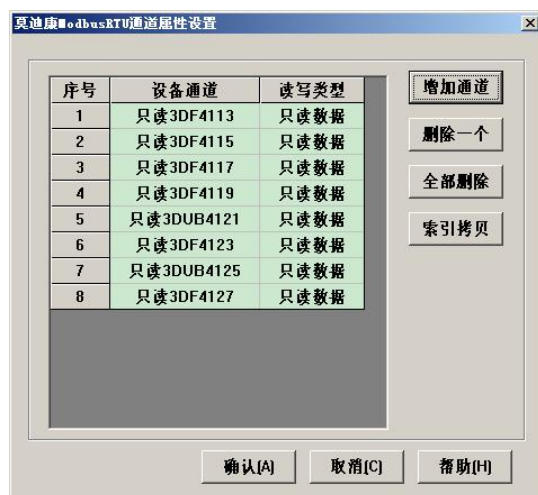 莫迪康ModbusRTU通道属性设置
序号 设备通道 读写类型
1 只读3DF4113 只读数据
2 只读3DF4115 只读数据
3 只读3DF4117 只读数据
4 只读3DF4119 只读数据
5 只读3DUB4121 只读数据
6 只读3DF4123 只读数据
7 只读3DUB4125 只读数据
8 只读3DF4127 只读数据
增加通道
删除一个
全部删除
索引拷贝
确认(A) 取消(C) 帮助(H)